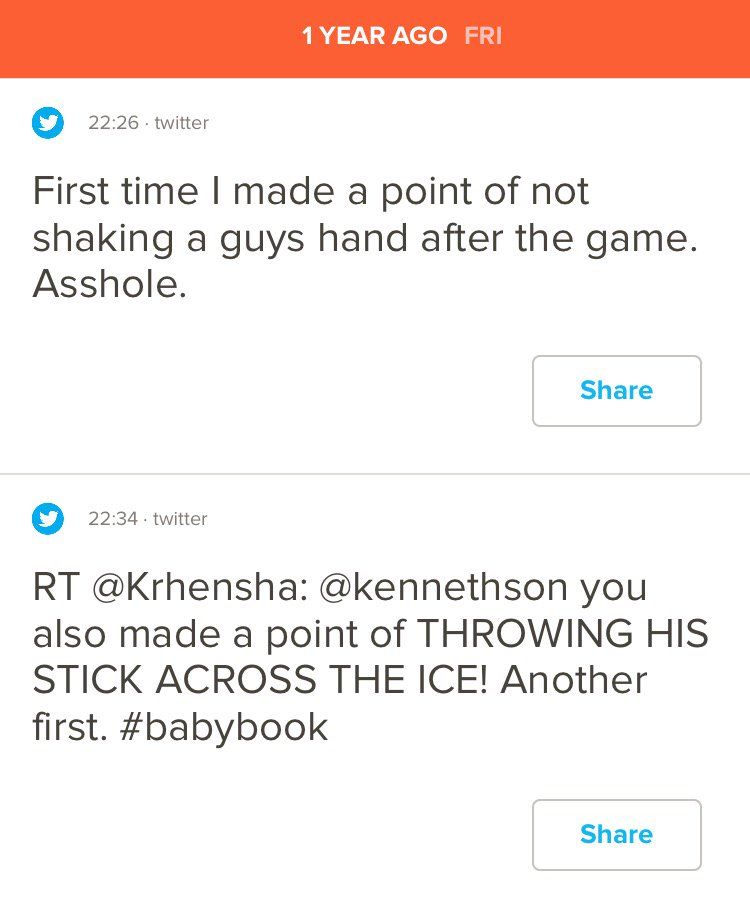 1 YEAR AGO FRI
22:26 · twitter
First time I made a point of not
shaking a guys hand after the game.
Asshole.
Share
22:34 · twitter
RT @Krhensha: @kennethson you
also made a point of THROWING HIS
STICK ACROSS THE ICE! Another
first. #babybook
Share